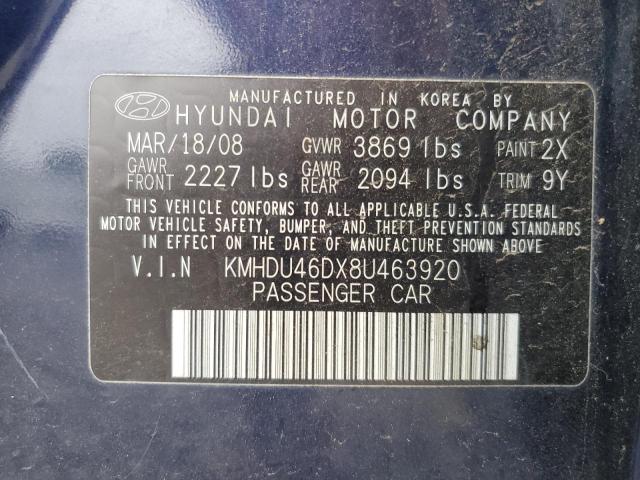 MANUFACTURED IN KOREA BY
HYUNDAI MOTOR COMPANY
MAR/18/08 GVWR 3869 lbs PAINT 2X
GAWR FRONT 2227 lbs GAWR REAR 2094 lbs TRIM 9Y
THIS VEHICLE CONFORMS TO ALL APPLICABLE U.S.A. FEDERAL
MOTOR VEHICLE SAFETY, BUMPER, AND THEFT PREVENTION STANDARDS
IN EFFECT ON THE DATE OF MANUFACTURE SHOWN ABOVE.
V.I.N KMHDU46DX8U463920
PASSENGER CAR